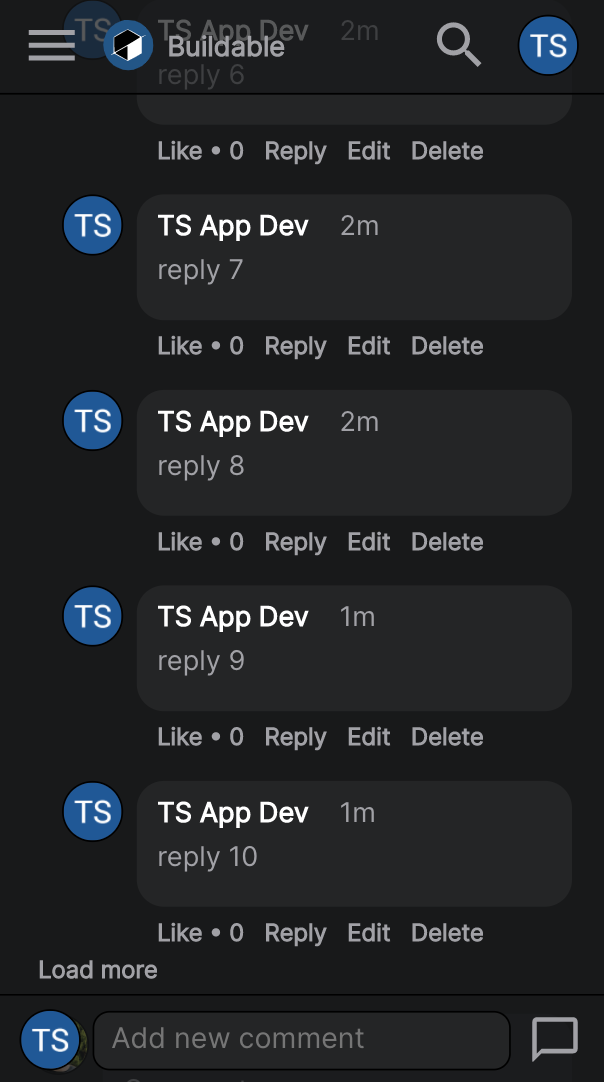 TS TS App Dev 2m
Buildable TS
reply 6
Like • 0 Reply Edit Delete
TS TS App Dev 2m
reply 7
Like • 0 Reply Edit Delete
TS TS App Dev 2m
reply 8
Like • 0 Reply Edit Delete
TS TS App Dev 1m
reply 9
Like • 0 Reply Edit Delete
TS TS App Dev 1m
reply 10
Like • 0 Reply Edit Delete
Load more
TS Add new comment